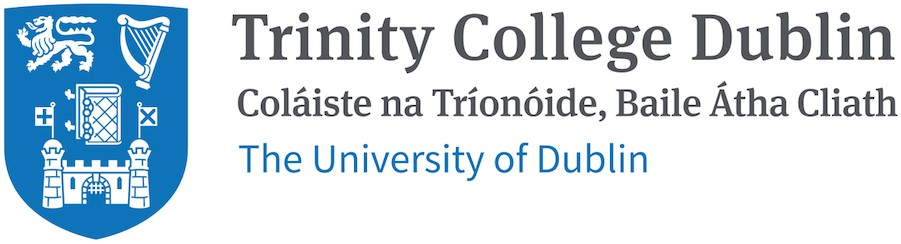 Trinity College Dublin
Coláiste na Tríonóide, Baile Átha Cliath
The University of Dublin